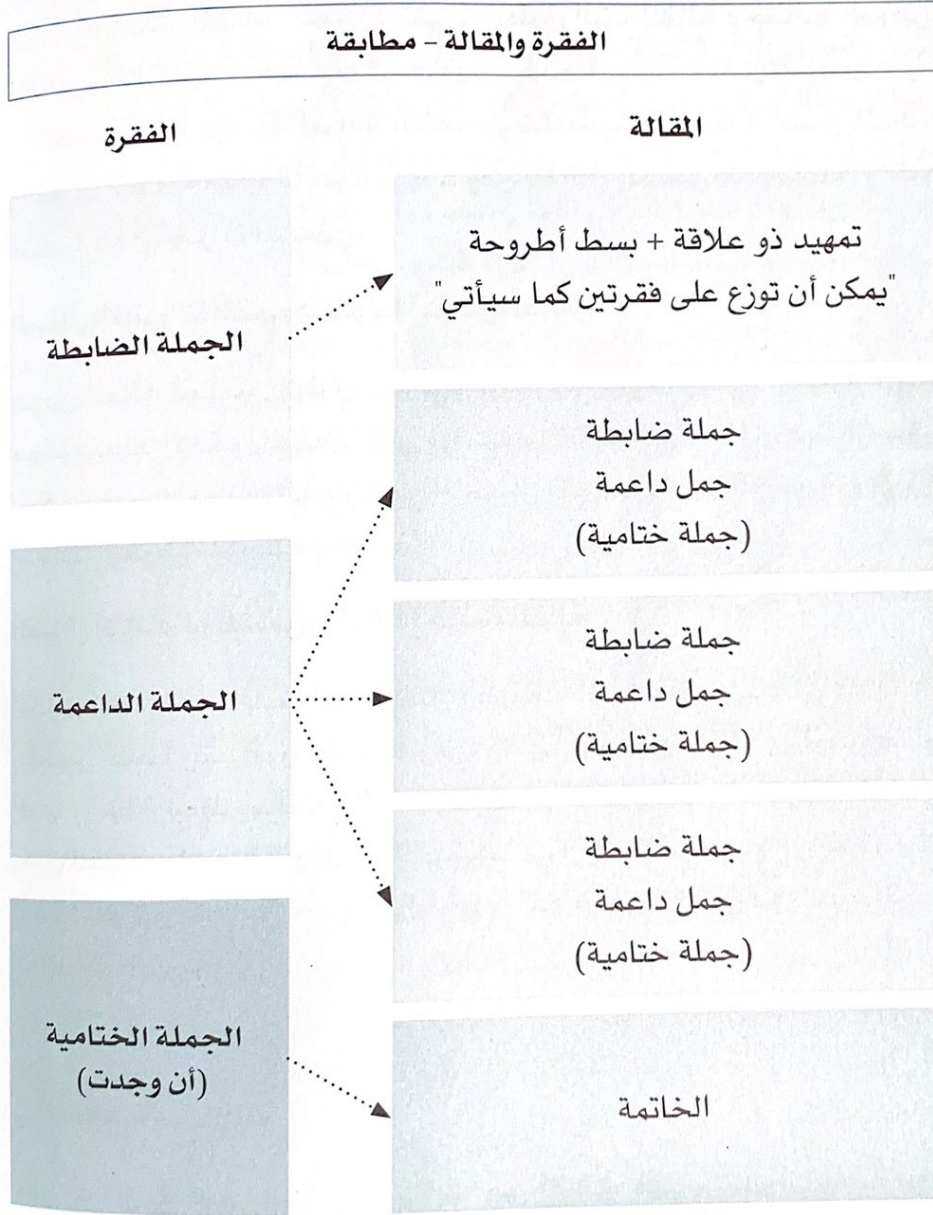 الفقرة والمقالة - مطابقة
المقالة
الفقرة
تمهيد ذو علاقة + بسط أطروحة
"يمكن أن توزع على فقرتين كما سيأتي"
الجملة الضابطة
جملة ضابطة
جمل داعمة
(جملة ختامية)
جملة ضابطة
جمل داعمة
(جملة ختامية)
الجملة الداعمة
جملة ضابطة
جمل داعمة
(جملة ختامية)
الخاتمة
الجملة الختامية
(أن وجدت)